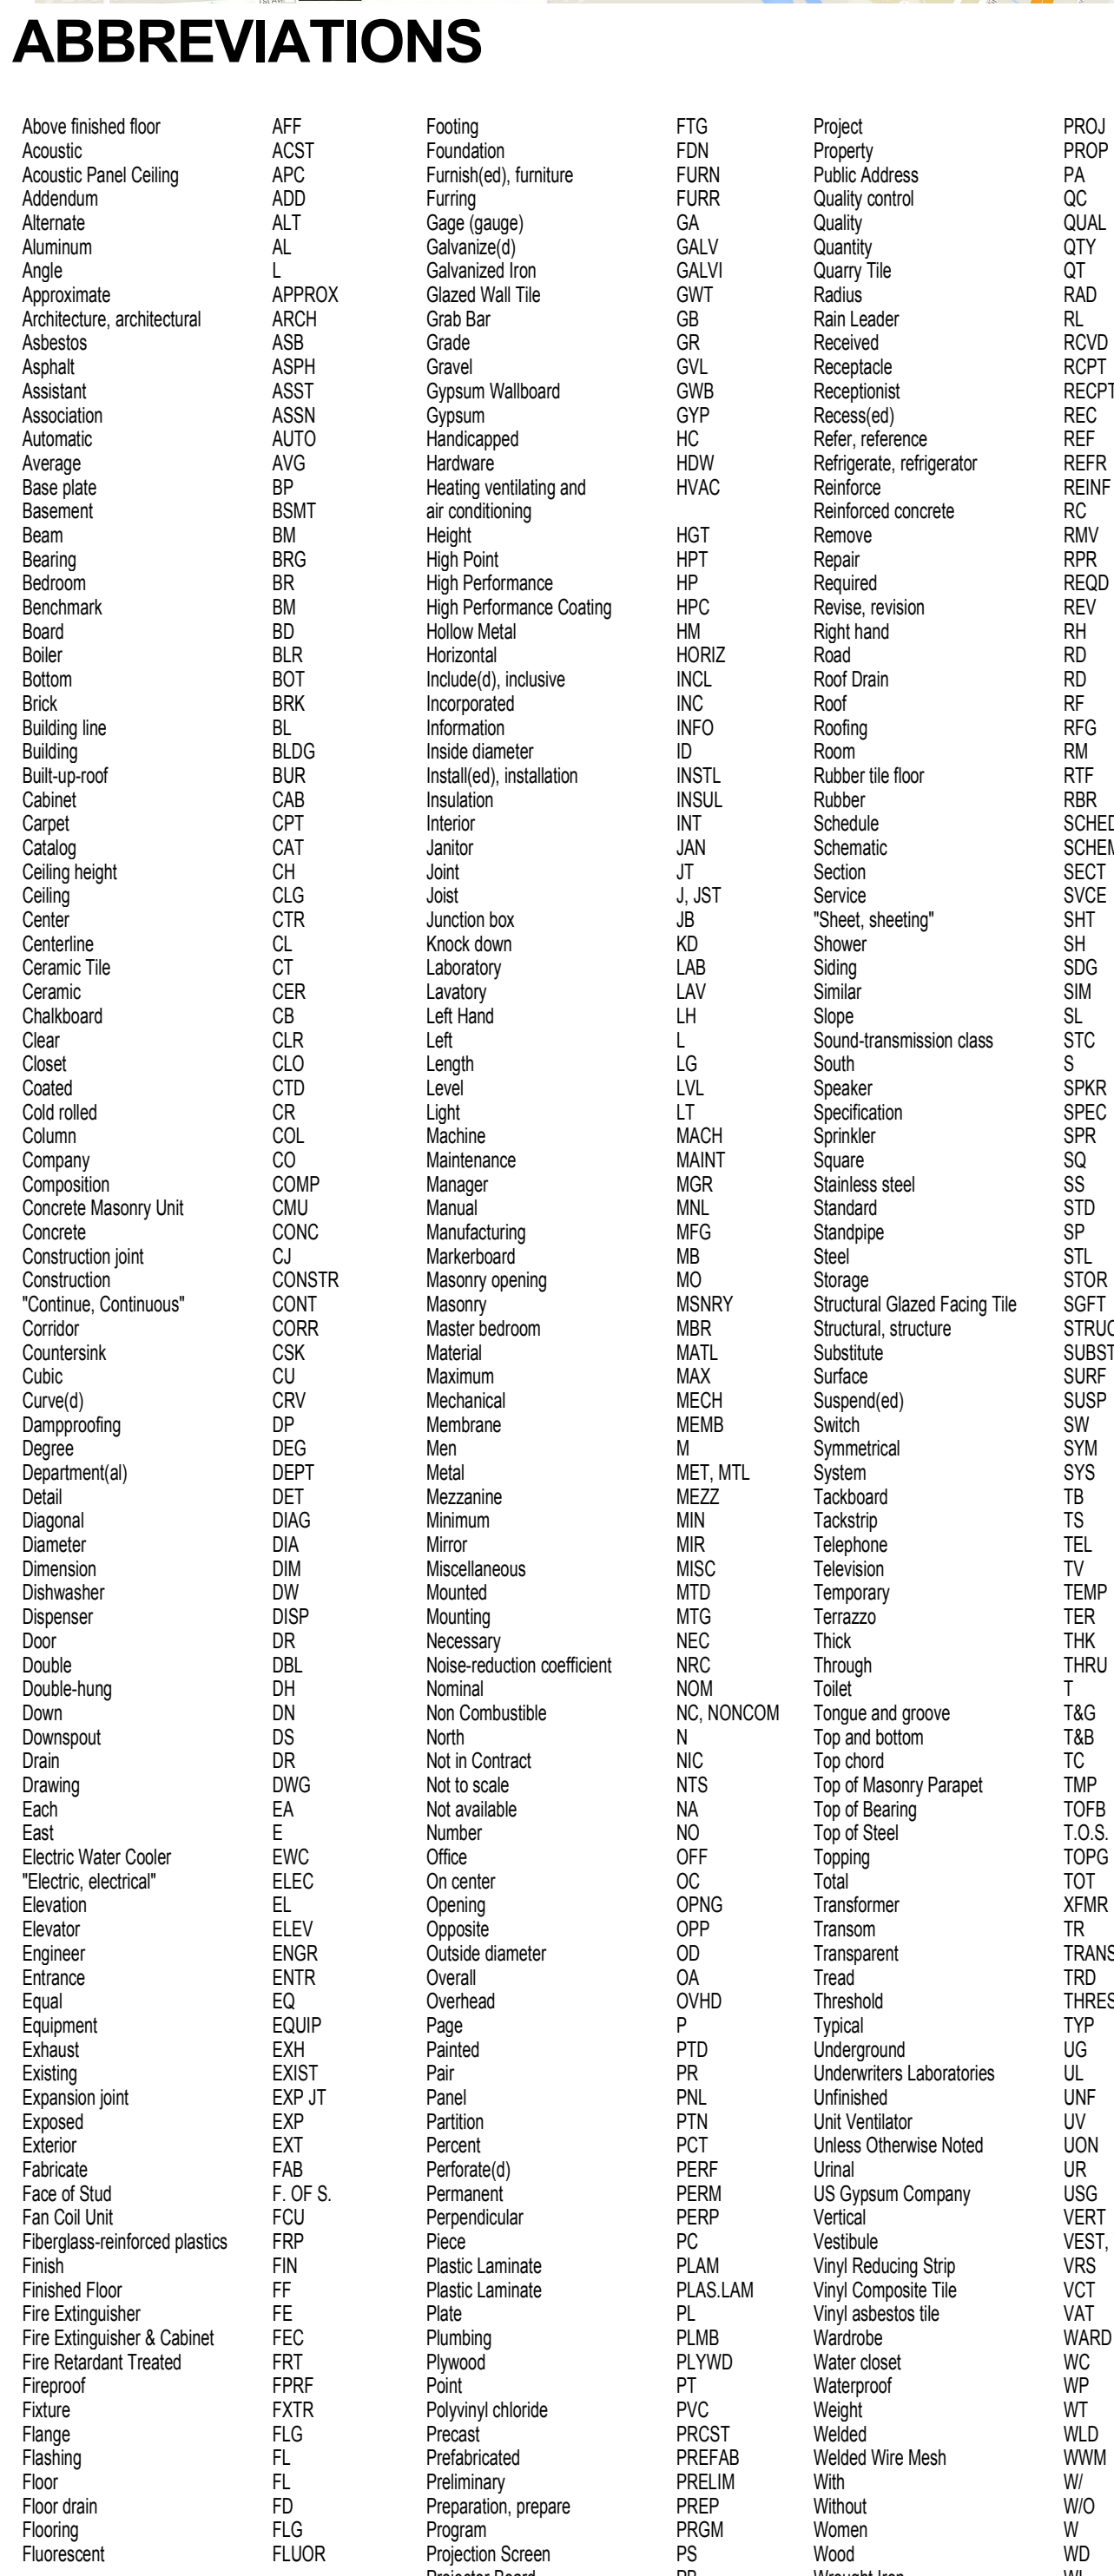 ABBREVIATIONS
Above finished floor AFF
Acoustic ACST
Acoustic Panel Ceiling APC
Addendum ADD
Alternate ALT
Aluminum AL
Angle L
Approximate APPROX
Architecture, architectural ARCH
Asbestos ASB
Asphalt ASPH
Assistant ASST
Association ASSN
Automatic AUTO
Average AVG
Base plate BP
Basement BSMT
Beam BM
Bearing BRG
Bedroom BR
Benchmark BM
Board BD
Boiler BLR
Bottom BOT
Brick BRK
Building line BL
Building BLDG
Built-up-roof BUR
Cabinet CAB
Carpet CPT
Catalog CAT
Ceiling height CH
Ceiling CLG
Center CTR
Centerline CL
Ceramic Tile CT
Ceramic CER
Chalkboard CB
Clear CLR
Closet CLO
Coated CTD
Cold rolled CR
Column COL
Company CO
Composition COMP
Concrete Masonry Unit CMU
Concrete CONC
Construction joint CJ
Construction CONSTR
"Continue, Continuous" CONT
Corridor CORR
Countersink CSK
Cubic CU
Curve(d) CRV
Dampproofing DP
Degree DEG
Department(al) DEPT
Detail DET
Diagonal DIAG
Diameter DIA
Dimension DIM
Dishwasher DW
Dispenser DISP
Door DR
Double DBL
Double-hung DH
Down DN
Downspout DS
Drain DR
Drawing DWG
Each EA
East E
Electric Water Cooler EWC
"Electric, electrical" ELEC
Elevation EL
Elevator ELEV
Engineer ENGR
Entrance ENTR
Equal EQ
Equipment EQUIP
Exhaust EXH
Existing EXIST
Expansion joint EXP JT
Exposed EXP
Exterior EXT
Fabricate FAB
Face of Stud F. OF S.
Fan Coil Unit FCU
Fiberglass-reinforced plastics FRP
Finish FIN
Finished Floor FF
Fire Extinguisher FE
Fire Extinguisher & Cabinet FEC
Fire Retardant Treated FRT
Fireproof FPRF
Fixture FXTR
Flange FLG
Flashing FL
Floor FL
Floor drain FD
Flooring FLG
Fluorescent FLUOR
Footing FTG
Foundation FDN
Furnish(ed), furniture FURN
Furring FURR
Gage (gauge) GA
Galvanize(d) GALV
Galvanized Iron GALVI
Glazed Wall Tile GWT
Grab Bar GB
Grade GR
Gravel GVL
Gypsum Wallboard GWB
Gypsum GYP
Handicapped HC
Hardware HDW
Heating ventilating and HVAC
air conditioning
Height HGT
High Point HPT
High Performance HP
High Performance Coating HPC
Hollow Metal HM
Horizontal HORIZ
Include(d), inclusive INCL
Incorporated INC
Information INFO
Inside diameter ID
Install(ed), installation INSTL
Insulation INSUL
Interior INT
Janitor JAN
Joint JT
Joist J, JST
Junction box JB
Knock down KD
Laboratory LAB
Lavatory LAV
Left Hand LH
Left L
Length LG
Level LVL
Light LT
Machine MACH
Maintenance MAINT
Manager MGR
Manual MNL
Manufacturing MFG
Markerboard MB
Masonry opening MO
Masonry MSNRY
Master bedroom MBR
Material MATL
Maximum MAX
Mechanical MECH
Membrane MEMB
Men M
Metal MET, MTL
Mezzanine MEZZ
Minimum MIN
Mirror MIR
Miscellaneous MISC
Mounted MTD
Mounting MTG
Necessary NEC
Noise-reduction coefficient NRC
Nominal NOM
Non Combustible NC, NONCOM
North N
Not in Contract NIC
Not to scale NTS
Not available NA
Number NO
Office OFF
On center OC
Opening OPNG
Opposite OPP
Outside diameter OD
Overall OA
Overhead OVHD
Page P
Painted PTD
Pair PR
Panel PNL
Partition PTN
Percent PCT
Perforate(d) PERF
Permanent PERM
Perpendicular PERP
Piece PC
Plastic Laminate PLAM
Plastic Laminate PLAS.LAM
Plate PL
Plumbing PLMB
Plywood PLYWD
Point PT
Polyvinyl chloride PVC
Precast PRCST
Prefabricated PREFAB
Preliminary PRELIM
Preparation, prepare PREP
Program PRGM
Projection Screen PS
Project PROJ
Property PROP
Public Address PA
Quality control QC
Quality QUAL
Quantity QTY
Quarry Tile QT
Radius RAD
Rain Leader RL
Received RCVD
Receptacle RCPT
Receptionist RECPT
Recess(ed) REC
Refer, reference REF
Refrigerate, refrigerator REFR
Reinforce REINF
Reinforced concrete RC
Remove RMV
Repair RPR
Required REQD
Revise, revision REV
Right hand RH
Road RD
Roof Drain RD
Roof RF
Roofing RFG
Room RM
Rubber tile floor RTF
Rubber RBR
Schedule SCHED
Schematic SCHEM
Section SECT
Service SVCE
"Sheet, sheeting" SHT
Shower SH
Siding SDG
Similar SIM
Slope SL
Sound-transmission class STC
South S
Speaker SPKR
Specification SPEC
Sprinkler SPR
Square SQ
Stainless steel SS
Standard STD
Standpipe SP
Steel STL
Storage STOR
Structural Glazed Facing Tile SGFT
Structural, structure STRUC
Substitute SUBST
Surface SURF
Suspend(ed) SUSP
Switch SW
Symmetrical SYM
System SYS
Tackboard TB
Tackstrip TS
Telephone TEL
Television TV
Temporary TEMP
Terrazzo TER
Thick THK
Through THRU
Toilet T
Tongue and groove T&G
Top and bottom T&B
Top chord TC
Top of Masonry Parapet TMP
Top of Bearing TOFB
Top of Steel T.O.S.
Topping TOPG
Total TOT
Transformer XFMR
Transom TR
Transparent TRANS
Tread TRD
Threshold THRES
Typical TYP
Underground UG
Underwriters Laboratories UL
Unfinished UNF
Unit Ventilator UV
Unless Otherwise Noted UON
Urinal UR
US Gypsum Company USG
Vertical VERT
Vestibule VEST,
Vinyl Reducing Strip VRS
Vinyl Composite Tile VCT
Vinyl asbestos tile VAT
Wardrobe WARD
Water closet WC
Waterproof WP
Weight WT
Welded WLD
Welded Wire Mesh WWM
With W/
Without W/O
Women W
Wood WD